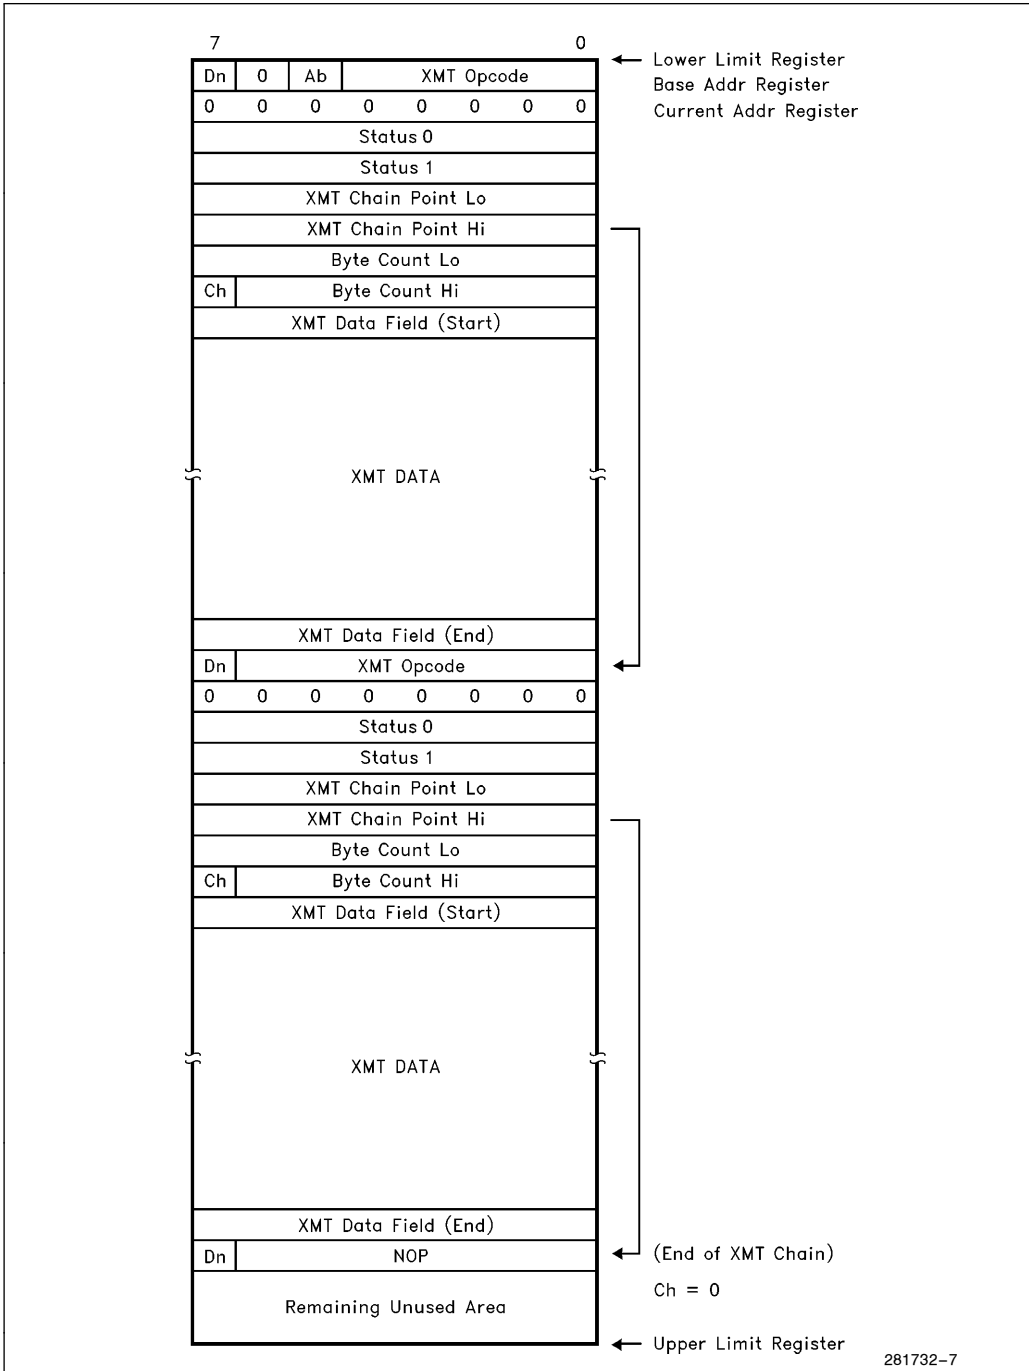 7 0
Lower Limit Register
Dn 0 Ab XMT Opcode
Base Addr Register
0 0 0 0 0 0 0 0
Current Addr Register
Status 0
Status 1
XMT Chain Point Lo
XMT Chain Point Hi
Byte Count Lo
Ch Byte Count Hi
XMT Data Field (Start)
XMT DATA
XMT Data Field (End)
Dn XMT Opcode
0 0 0 0 0 0 0 0
Status 0
Status 1
XMT Chain Point Lo
XMT Chain Point Hi
Byte Count Lo
Ch Byte Count Hi
XMT Data Field (Start)
XMT DATA
XMT Data Field (End)
Dn NOP
(End of XMT Chain)
Ch = 0
Remaining Unused Area
Upper Limit Register
281732-7